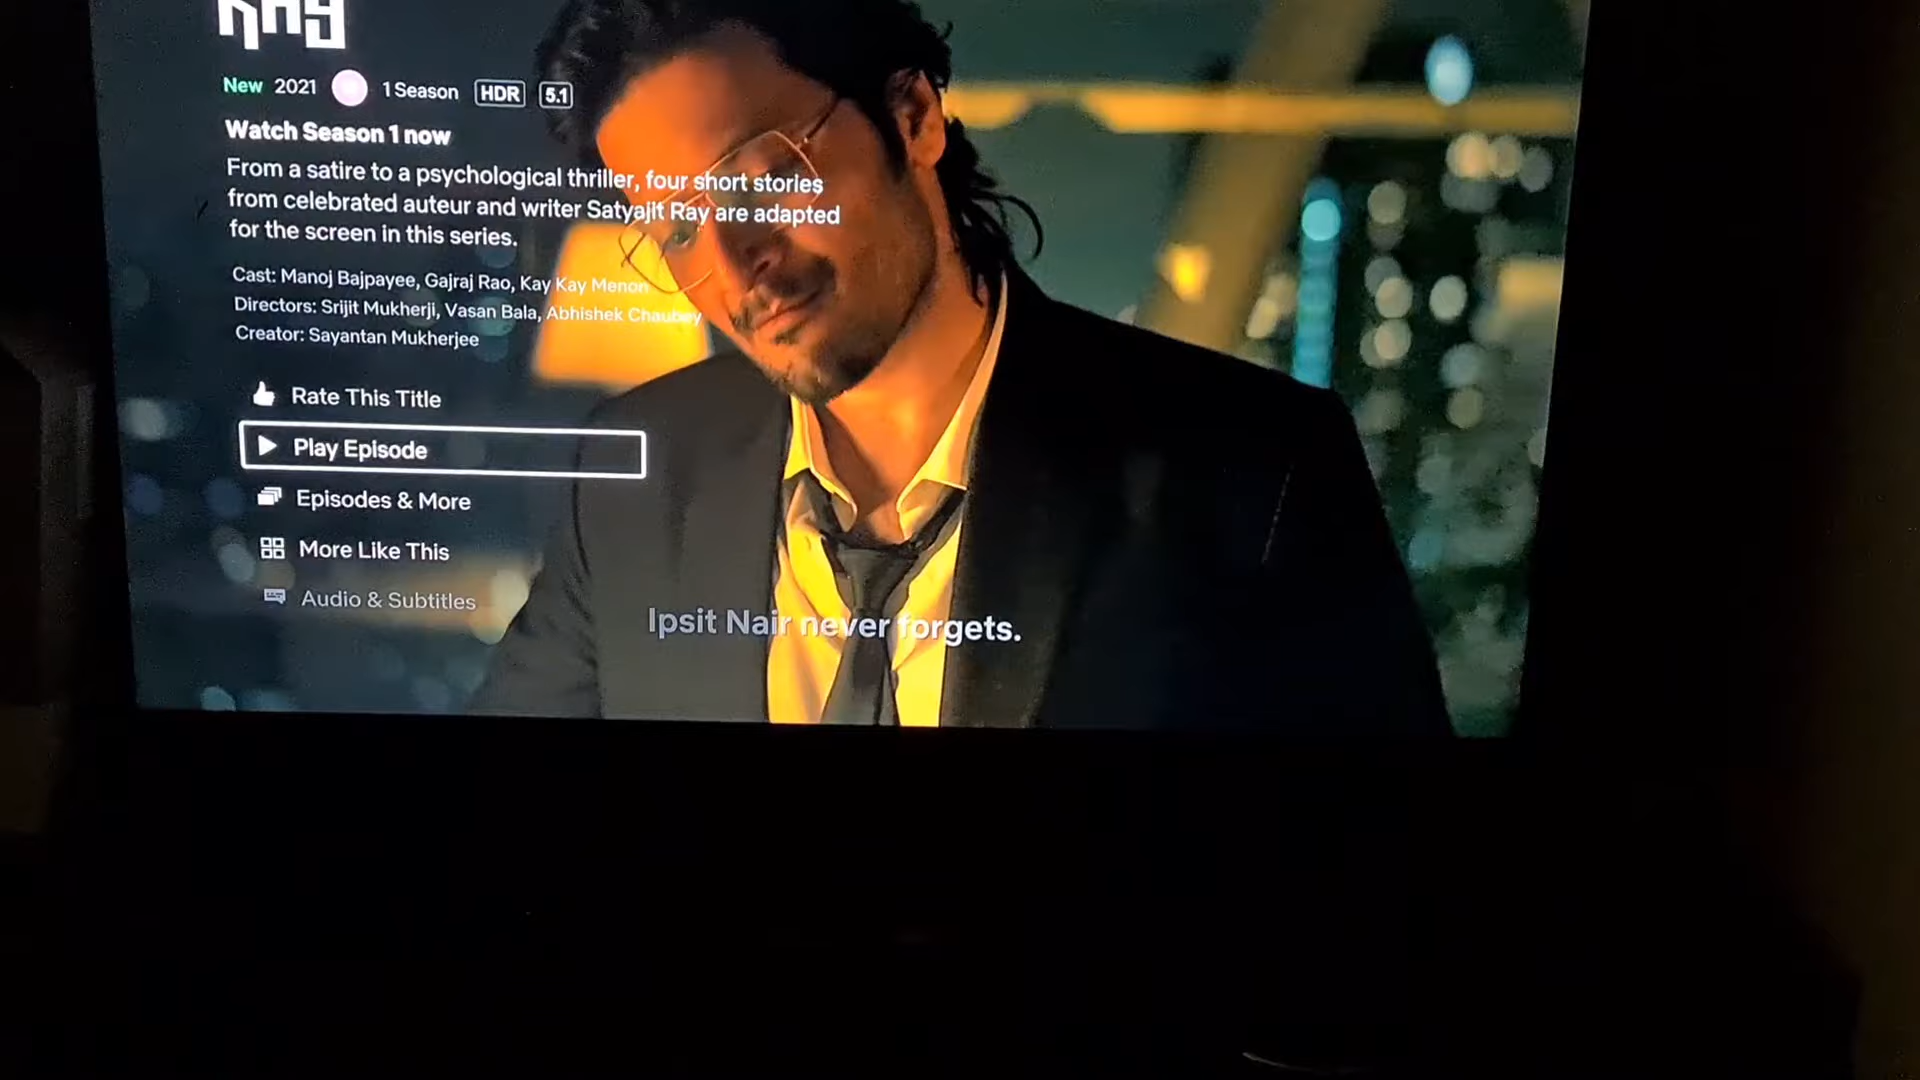 RAY
New 2021 1 Season HDR 5.1
Watch Season 1 now
From a satire to a psychological thriller, four short stories
from celebrated auteur and writer Satyajit Ray are adapted
for the screen in this series.
Cast: Manoj Bajpayee, Gajraj Rao, Kay Kay Menon
Directors: Srijit Mukherji, Vasan Bala, Abhishek Chaubey
Creator: Sayantan Mukherjee
Rate This Title
Play Episode
Episodes & More
More Like This
Audio & Subtitles
Ipsit Nair never forgets.